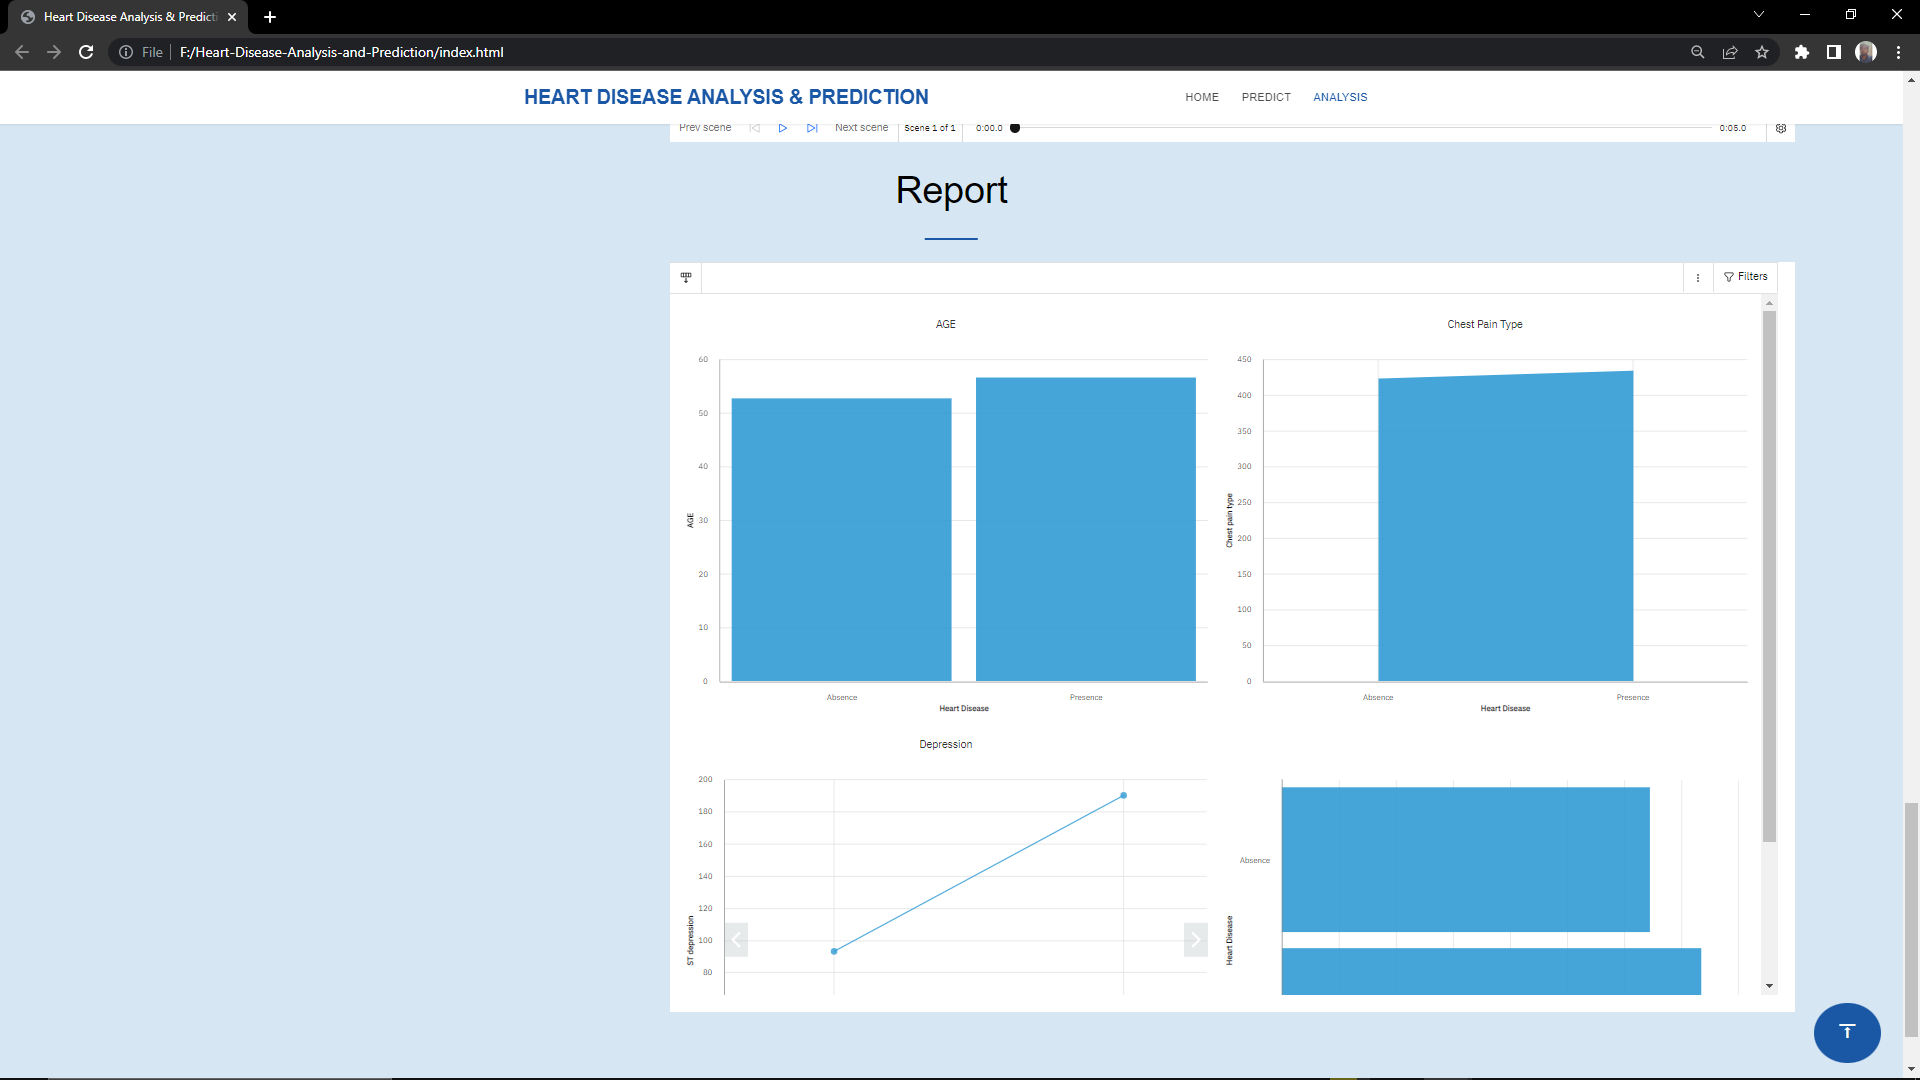 Heart Disease Analysis & Predicti
File
F:/Heart-Disease-Analysis-and-Prediction/index.html
HEART DISEASE ANALYSIS & PREDICTION
HOME
PREDICT
ANALYSIS
Prev scene
Next scene
Scene 1 of 1
0:00.0
0:05.0
Report
Filters
AGE
60
50
40
30
20
10
0
AGE
Absence
Presence
Heart Disease
Chest Pain Type
450
400
350
300
250
200
150
100
50
0
Chest pain type
Absence
Presence
Heart Disease
Depression
200
180
160
140
120
100
80
ST depression
Absence
Heart Disease